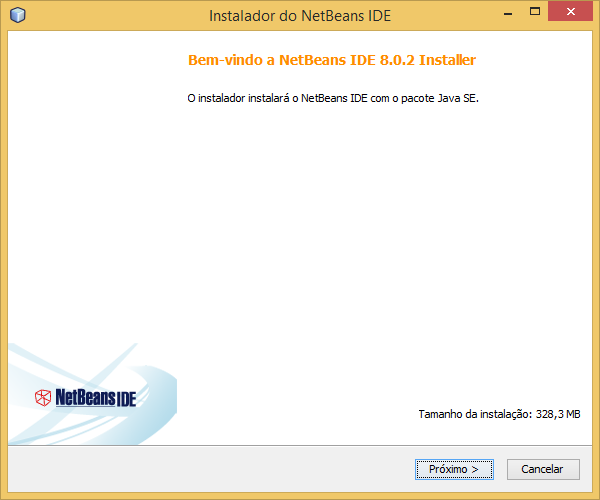 Instalador do NetBeans IDE
Bem-vindo a NetBeans IDE 8.0.2 Installer
O instalador instalará o NetBeans IDE com o pacote Java SE.
NetBeans IDE
Tamanho da instalação: 328,3 MB
Próximo >
Cancelar